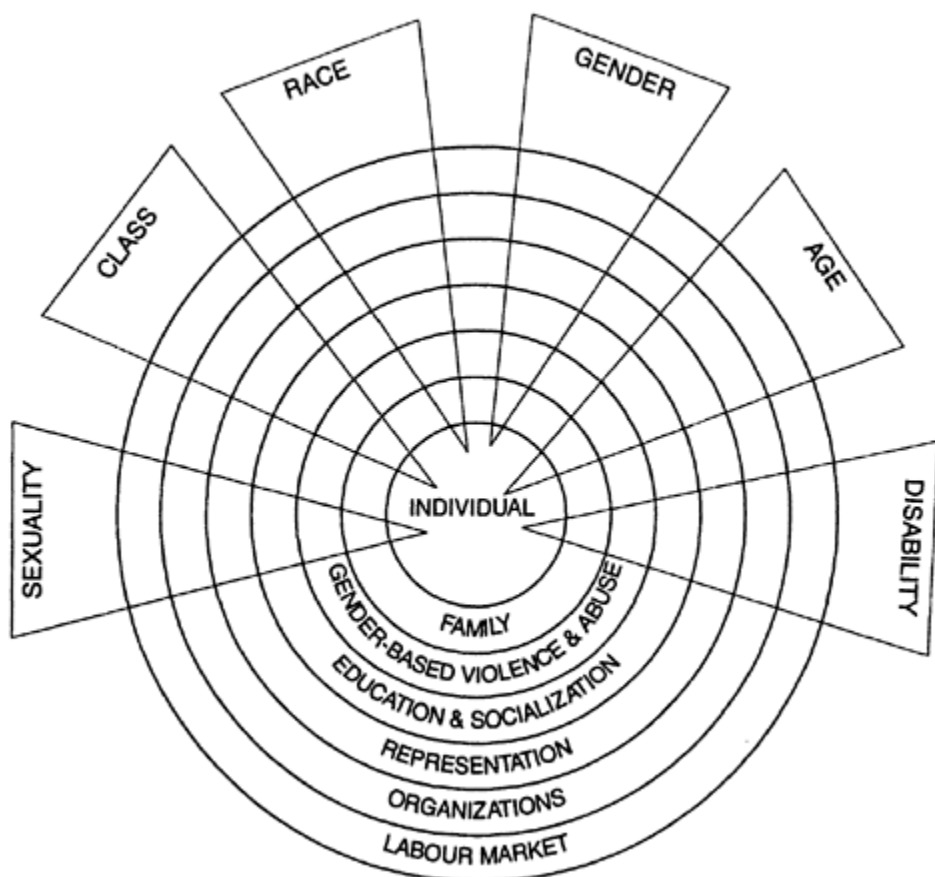 RACE
GENDER
CLASS
AGE
SEXUALITY
INDIVIDUAL
DISABILITY
FAMILY
GENDER-BASED VIOLENCE & ABUSE
EDUCATION & SOCIALIZATION
REPRESENTATION
ORGANIZATIONS
LABOUR MARKET